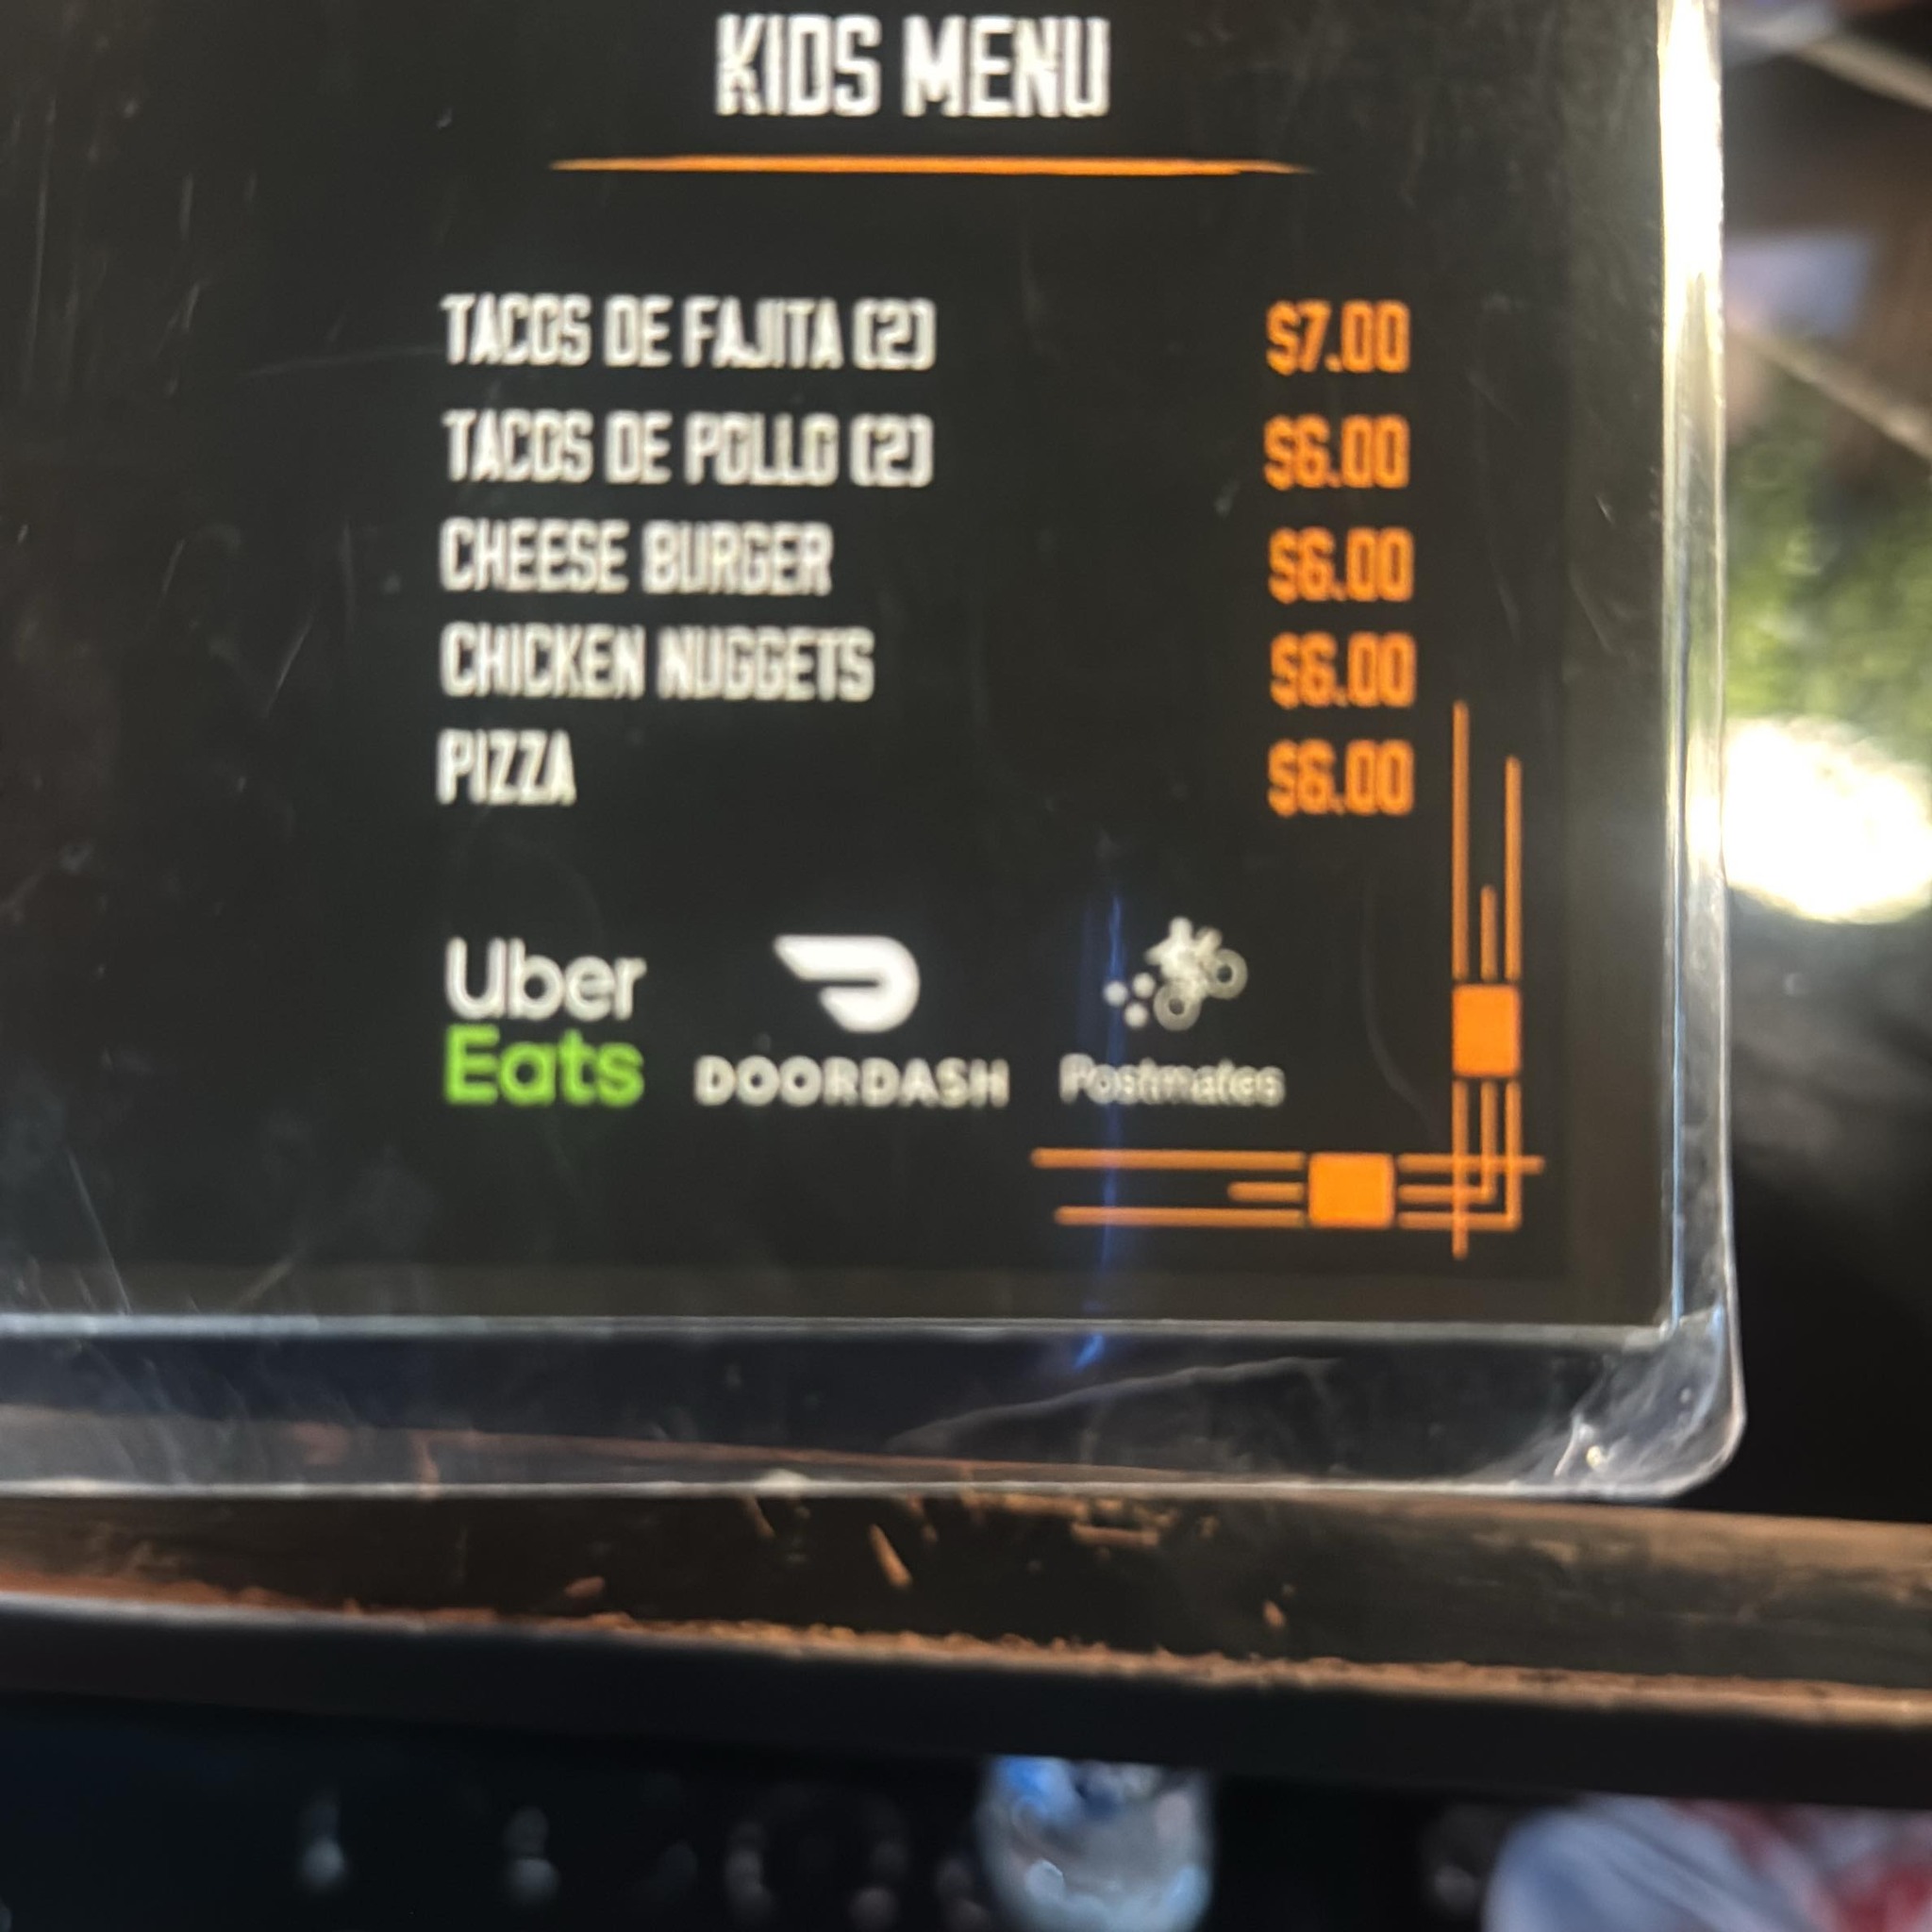 KIDS MENU
TACOS DE FAJITA (2) $7.00
TACOS DE POLLO (2) $6.00
CHEESE BURGER $6.00
CHICKEN NUGGETS $6.00
PIZZA $6.00
Uber
Eats
DOORDASH
Postmates